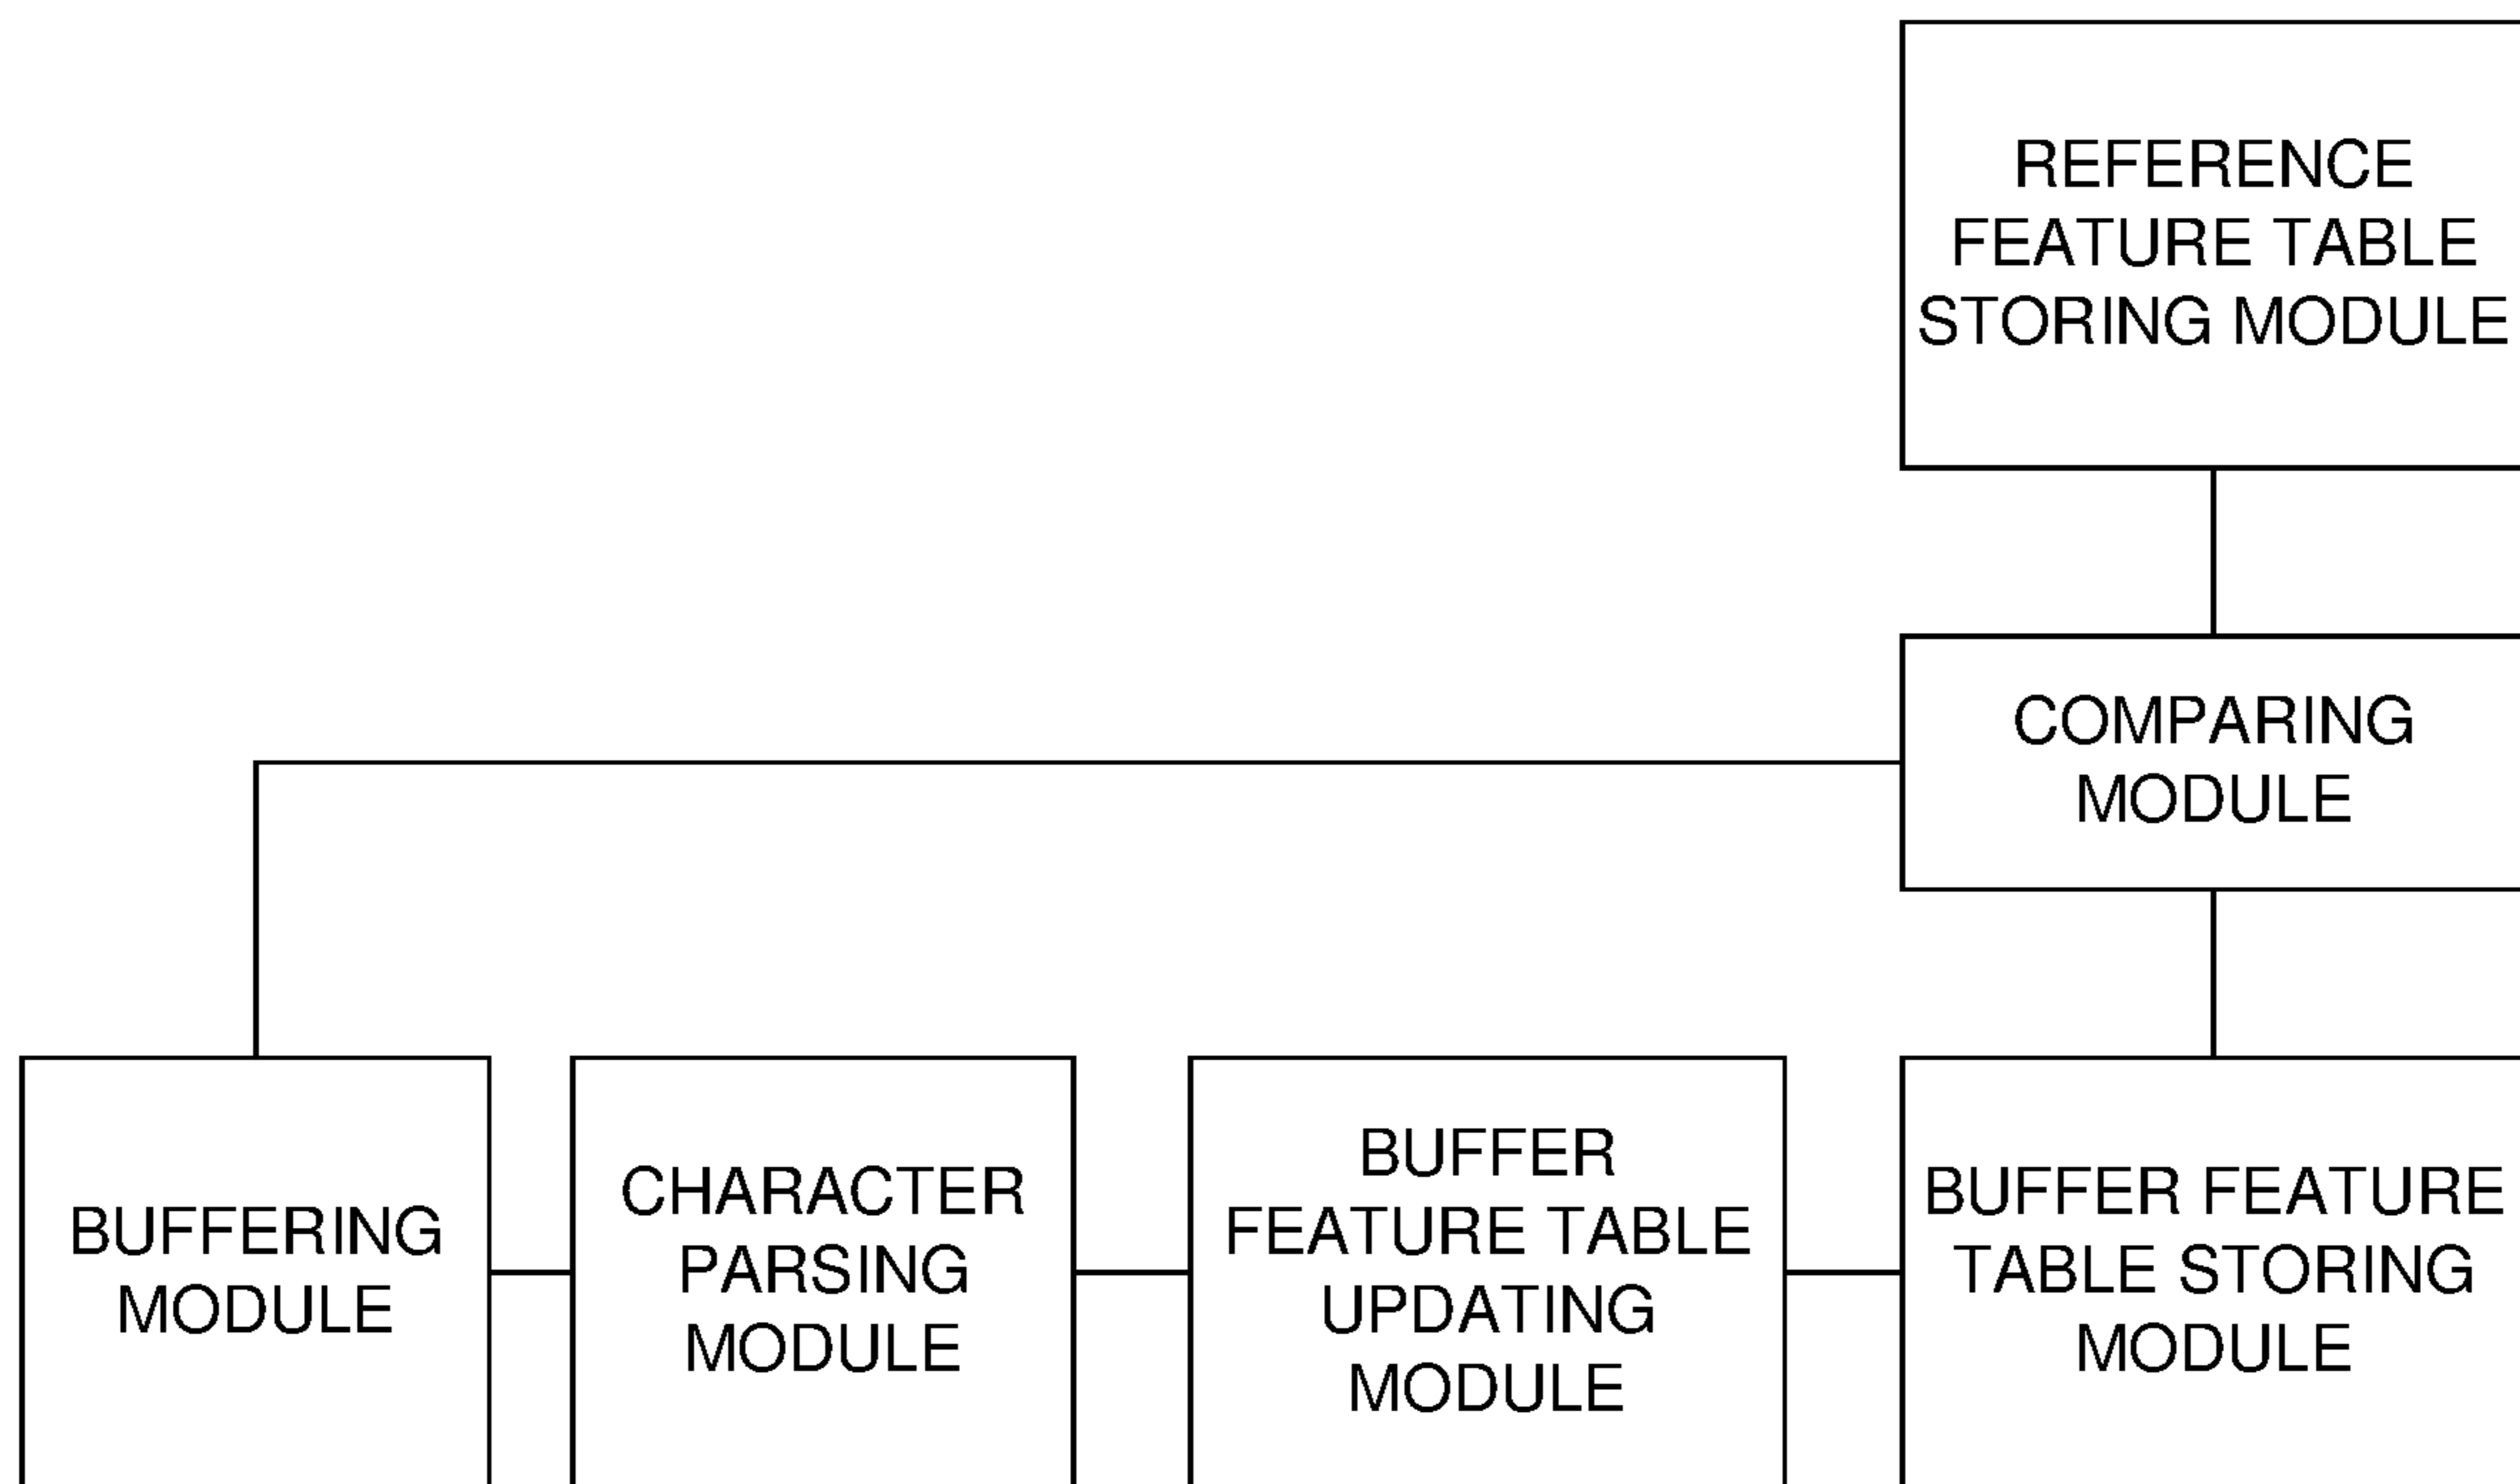 REFERENCE
FEATURE TABLE
STORING MODULE
COMPARING
MODULE
BUFFERING
MODULE
CHARACTER
PARSING
MODULE
BUFFER
FEATURE TABLE
UPDATING
MODULE
BUFFER FEATURE
TABLE STORING
MODULE